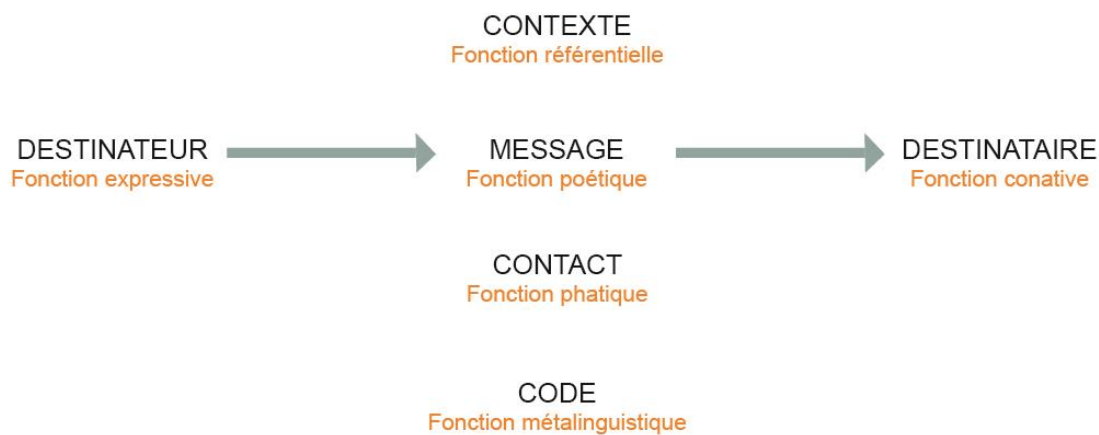 CONTEXTE
Fonction référentielle
DESTINATEUR
Fonction expressive
MESSAGE
Fonction poétique
DESTINATAIRE
Fonction conative
CONTACT
Fonction phatique
CODE
Fonction métalinguistique